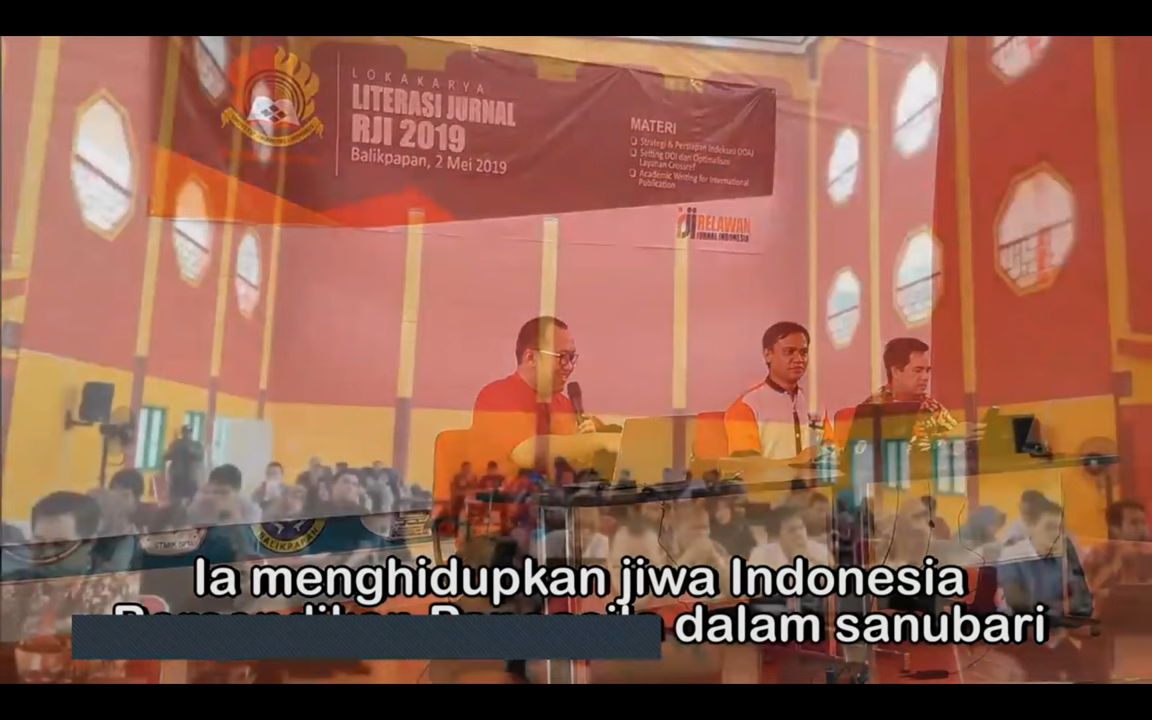 LOKAKARYA
LITERASI JURNAL
RJI 2019
Balikpapan, 2 Mei 2019
MATERI
Strategi & Persiapan Indeksasi DOAJ
Setting DOI dan Optimalisasi
Layanan Crossref
Academic Writing for International
Publication
RELAWAN
JURNAL INDONESIA
BALIKPAPAN
Ia menghidupkan jiwa Indonesia
dalam sanubari